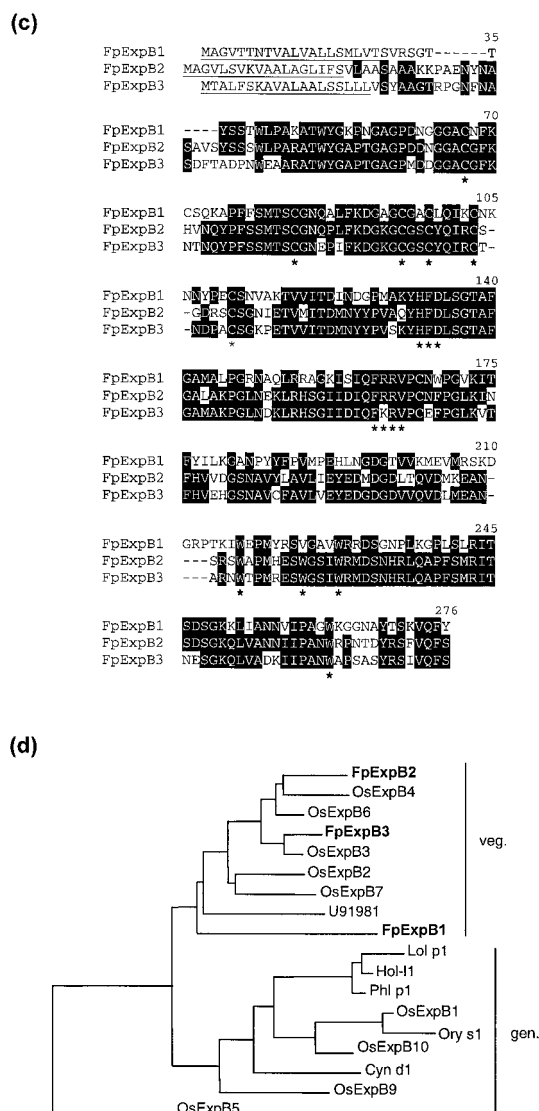 (c)
35
FpExpB1 MAGVTTNTVALVALLSMLVTSVRSGT------T
FpExpB2 MAGVLSVKVAALAGLIFSVLAASAAAKKPAENYNA
FpExpB3 MTALFSKAVALAALSSLLLVSYAAGTRPGNFNA
70
FpExpB1 ----YSSTWLPAKATWYGKPNGAGPDNGGACNFK
FpExpB2 SAVSYSSSWLPARATWYGAPTGAGPDDNGGACGFK
FpExpB3 SDFTADPNWEAARATWYGAPTGAGPMDDGGACGFK
*
105
FpExpB1 CSQKAPFFSMTSCGNQALFKDGAGCGACLQIKCNK
FpExpB2 HVNQYPFSSMTSCGNQPLFKDGKGCGSCYQIRCS-
FpExpB3 NTNQYPFSSMTSCGNEPIFKDGKGCGSCYQIRCT-
* * * *
140
FpExpB1 NNYPECSNVAKTVVITDINDGPMAKYHFDLSGTAF
FpExpB2 -GDRSCSGNIETVMITDMNYYPVAQYHFDLSGTAF
FpExpB3 -NDPACSGKPETVVITDMNYYPVSKYHFDLSGTAF
* ***
175
FpExpB1 GAMALPGRNAQLRRAGKISIQFRRVPCNWPGVKIT
FpExpB2 GALAKPGLNEKLRHSGIIDIQFRRVPCNFPGLKIN
FpExpB3 GAMAKPGLNDKLRHSGIIDIQFKRVPCEFPGLKVT
****
210
FpExpB1 FYILKGANPYYFPVMPEHLNGDGTVVKMEVMRSKD
FpExpB2 FHVVDGSNAVYLAVLIEYEDMDGDLTQVDMKEAN-
FpExpB3 FHVEHGSNAVCFAVLVEYEDGDGDVVQVDLMEAN-
245
FpExpB1 GRPTKIWEPMYRSVGAVWRRDSGNPLKGPLSLRIT
FpExpB2 ---SRSWAPMHESWGSIWRMDSNHRLQAPFSMRIT
FpExpB3 ---ARNWTPMRESWGSIWRMDSNHRLQAPFSMRIT
* * *
276
FpExpB1 SDSGKKLIANNVIPAGWKGGNAYTSKVQFY
FpExpB2 SDSGKQLVANNIIPANWRPNTDYRSFVQFS
FpExpB3 NESGKQLVADKIIPANWAPSASYRSIVQFS
*
(d)
FpExpB2
OsExpB4
OsExpB6
FpExpB3
OsExpB3
veg.
OsExpB2
OsExpB7
U91981
FpExpB1
Lol p1
Hol-l1
Phl p1
OsExpB1
Ory s1
gen.
OsExpB10
Cyn d1
OsExpB9
OsExpB5